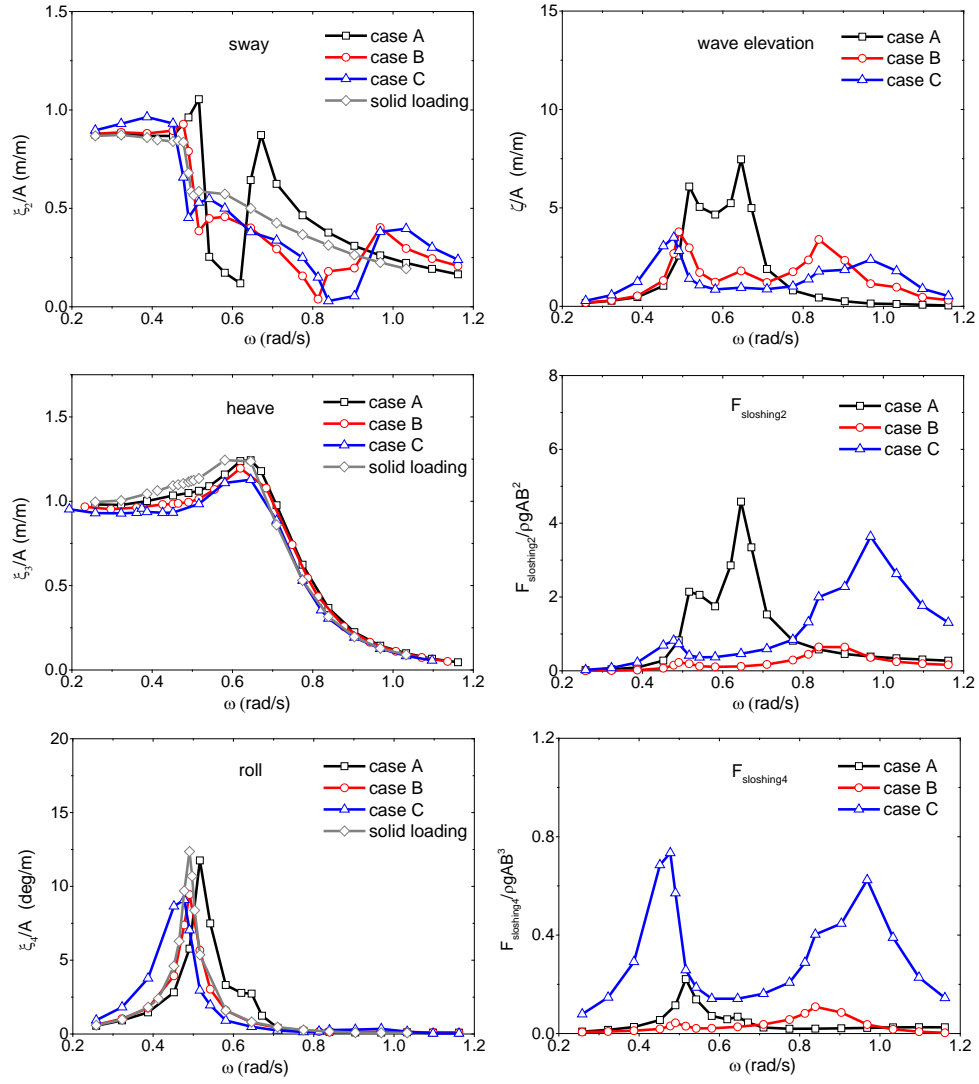 sway
case A
case B
case C
solid loading
1.5
1.0
0.5
0.0
ξ₂/A (m/m)
0.2 0.4 0.6 0.8 1.0 1.2
ω (rad/s)
wave elevation
case A
case B
case C
15
10
5
0
ζ/A (m/m)
0.2 0.4 0.6 0.8 1.0 1.2
ω (rad/s)
heave
case A
case B
case C
solid loading
1.5
1.0
0.5
0.0
ξ₃/A (m/m)
0.2 0.4 0.6 0.8 1.0 1.2
ω (rad/s)
F sloshing2
case A
case B
case C
8
6
4
2
0
F sloshing2/ρgAB²
0.2 0.4 0.6 0.8 1.0 1.2
ω (rad/s)
roll
case A
case B
case C
solid loading
20
15
10
5
0
ξ₄/A (deg/m)
0.2 0.4 0.6 0.8 1.0 1.2
ω (rad/s)
F sloshing4
case A
case B
case C
1.2
0.8
0.4
0.0
F sloshing4/ρgAB³
0.2 0.4 0.6 0.8 1.0 1.2
ω (rad/s)